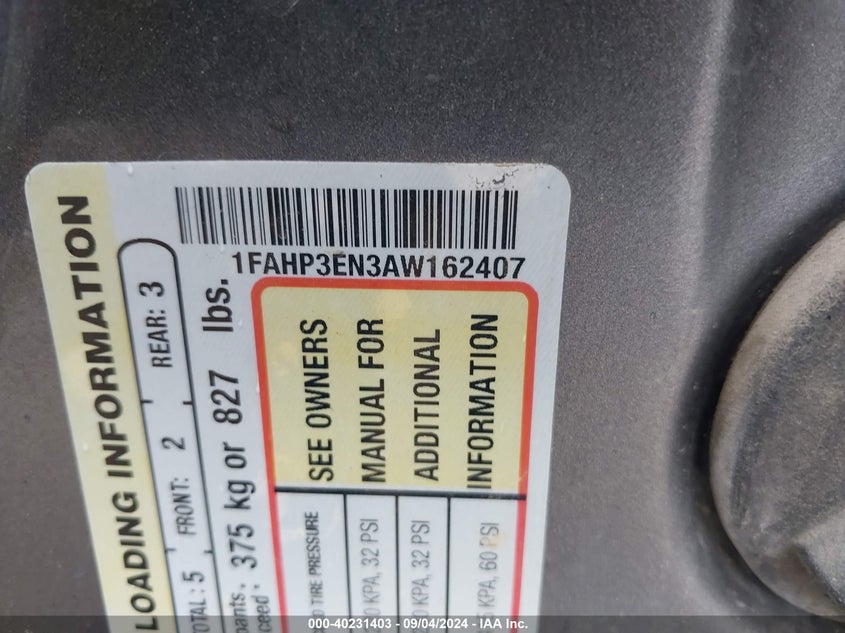 1FAHP3EN3AW162407
LOADING INFORMATION
TOTAL: 5 FRONT: 2 REAR: 3
375 kg or 827 lbs.
SEE OWNERS
MANUAL FOR
ADDITIONAL
INFORMATION
TIRE PRESSURE
KPA, 32 PSI
KPA, 32 PSI
KPA, 60 PSI
000-40231403 - 09/04/2024 - IAA Inc.